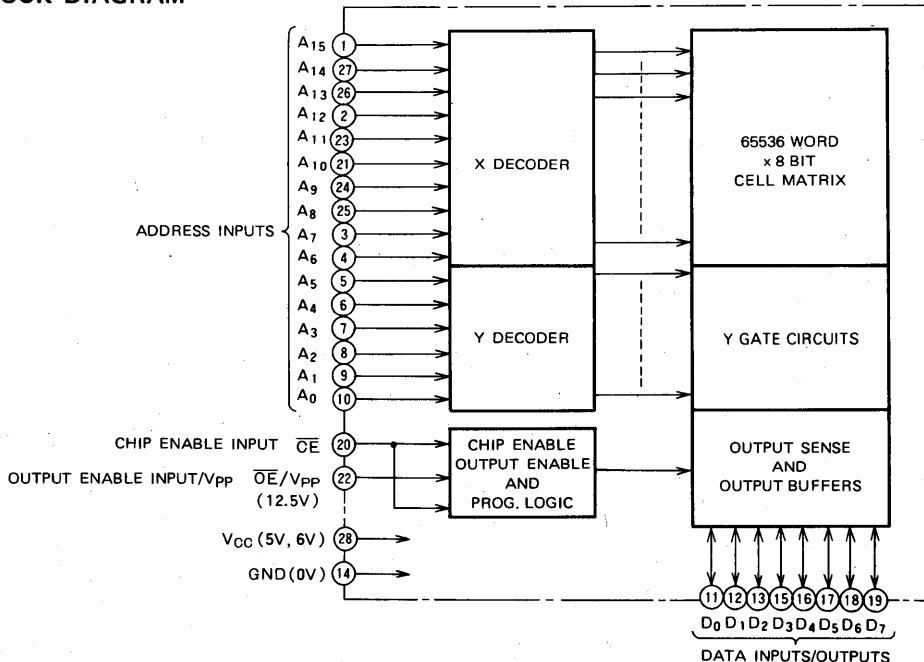 OCK DIAGRAM
A15 1
A14 27
A13 26
A12 2
A11 23
A10 21
A9 24
A8 25
A7 3
A6 4
A5 5
A4 6
A3 7
A2 8
A1 9
A0 10
ADDRESS INPUTS
X DECODER
65536 WORD
x 8 BIT
CELL MATRIX
Y DECODER
Y GATE CIRCUITS
CHIP ENABLE INPUT C̅E̅ 20
OUTPUT ENABLE INPUT/VPP O̅E̅/VPP 22
(12.5V)
CHIP ENABLE
OUTPUT ENABLE
AND
PROG. LOGIC
OUTPUT SENSE
AND
OUTPUT BUFFERS
VCC (5V, 6V) 28
GND (0V) 14
11 12 13 15 16 17 18 19
D0 D1 D2 D3 D4 D5 D6 D7
DATA INPUTS/OUTPUTS